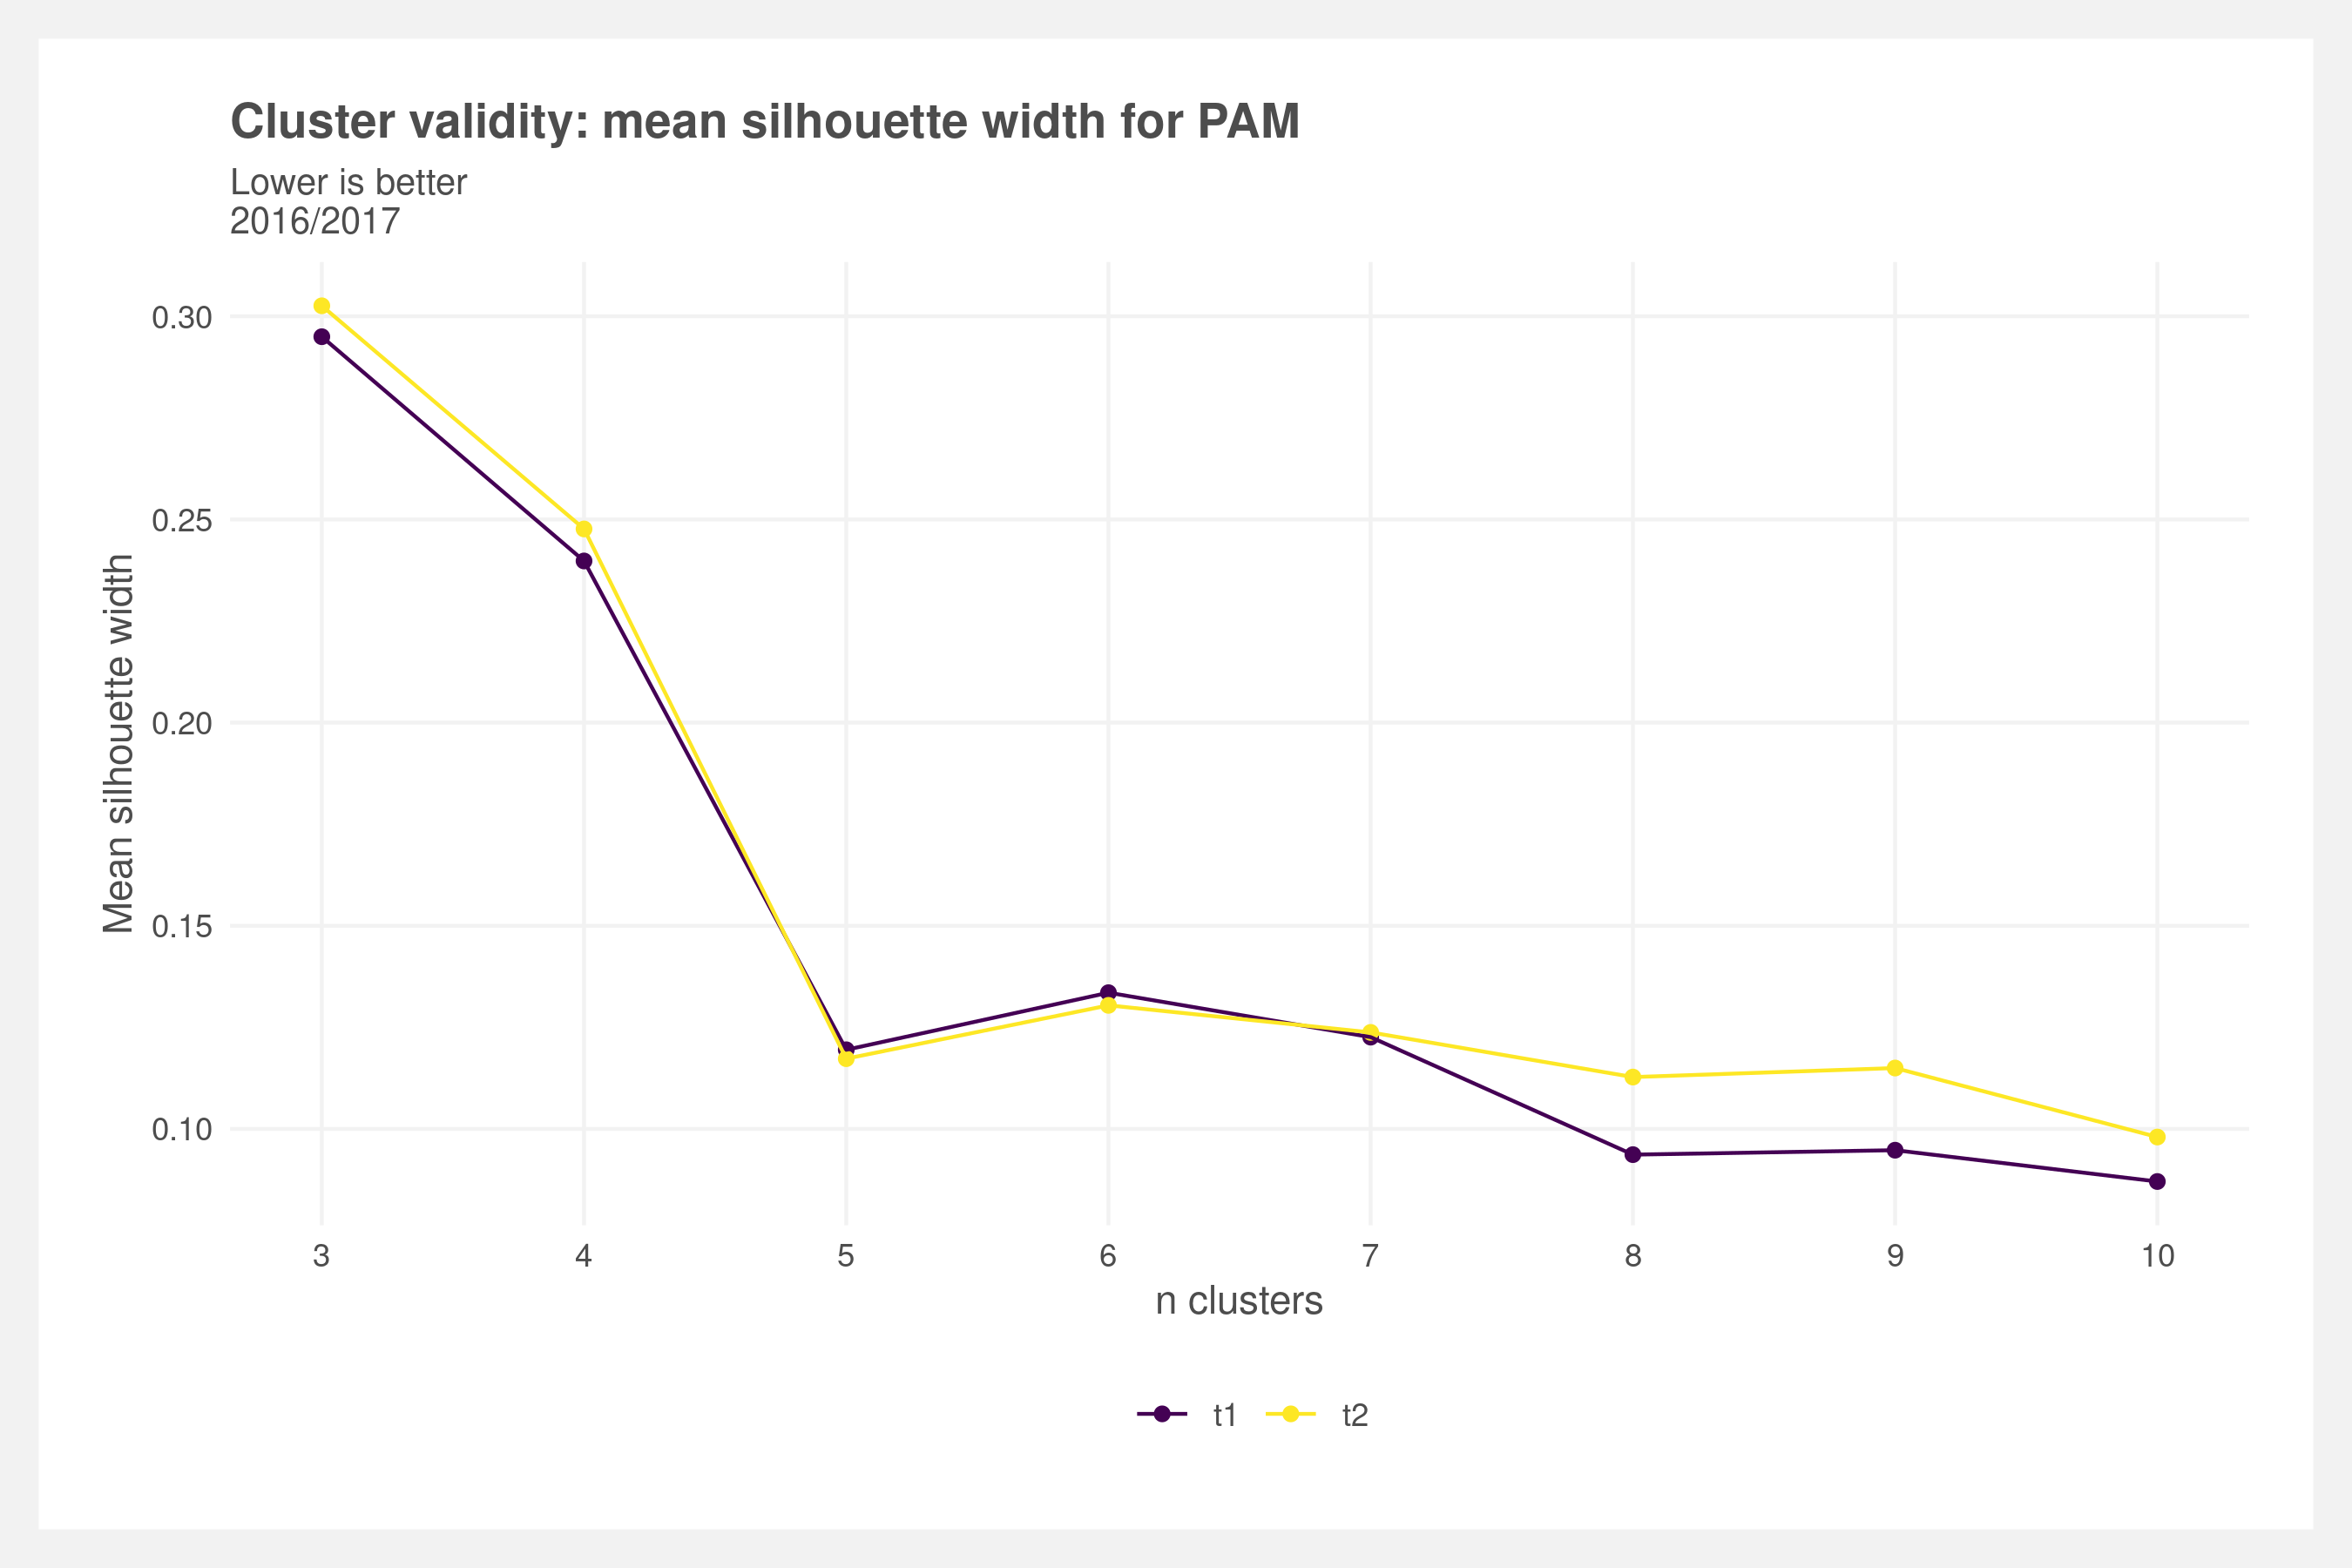 Cluster validity: mean silhouette width for PAM
Lower is better
2016/2017
Mean silhouette width
0.30
0.25
0.20
0.15
0.10
3 4 5 6 7 8 9 10
n clusters
t1 t2